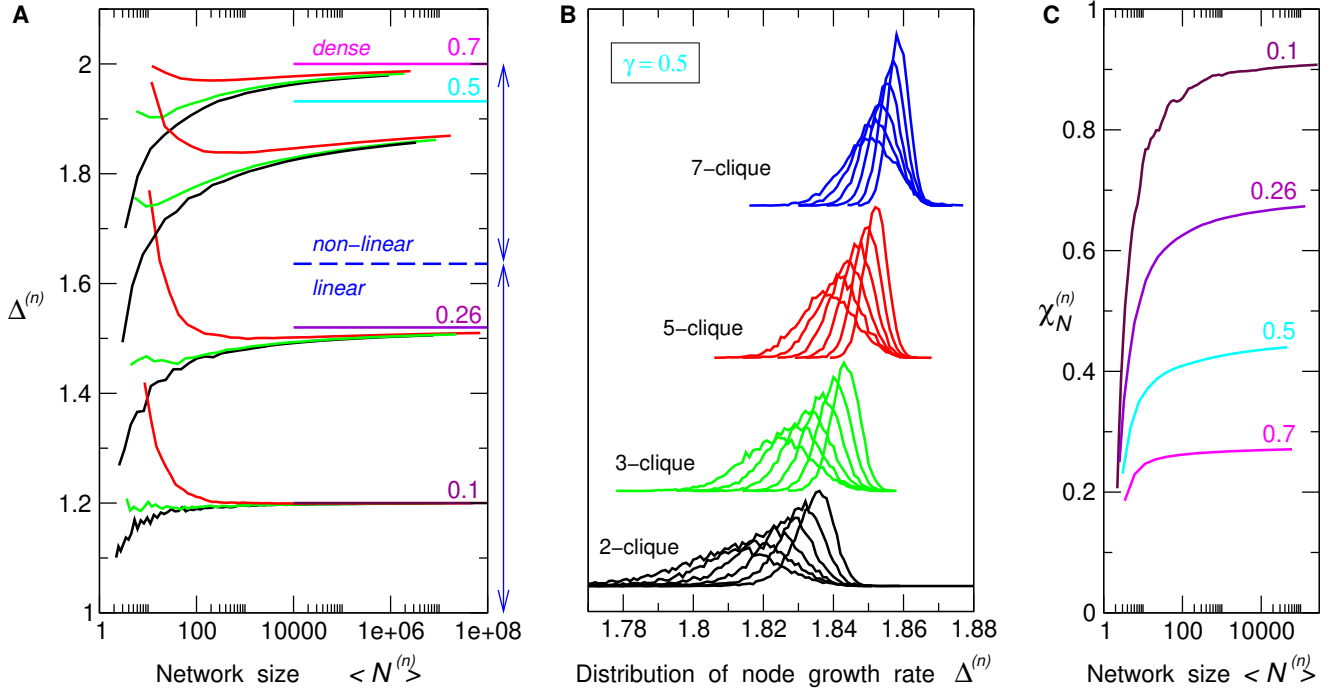 A
2
1.8
1.6
1.4
1.2
1
Δ(n)
dense
0.7
0.5
non-linear
linear
0.26
0.1
1
100
10000
1e+06
1e+08
Network size <N(n)>
B
γ = 0.5
7-clique
5-clique
3-clique
2-clique
1.78
1.8
1.82
1.84
1.86
1.88
Distribution of node growth rate Δ(n)
C
1
0.8
0.6
0.4
0.2
0
χN(n)
0.1
0.26
0.5
0.7
1
100
10000
Network size <N(n)>